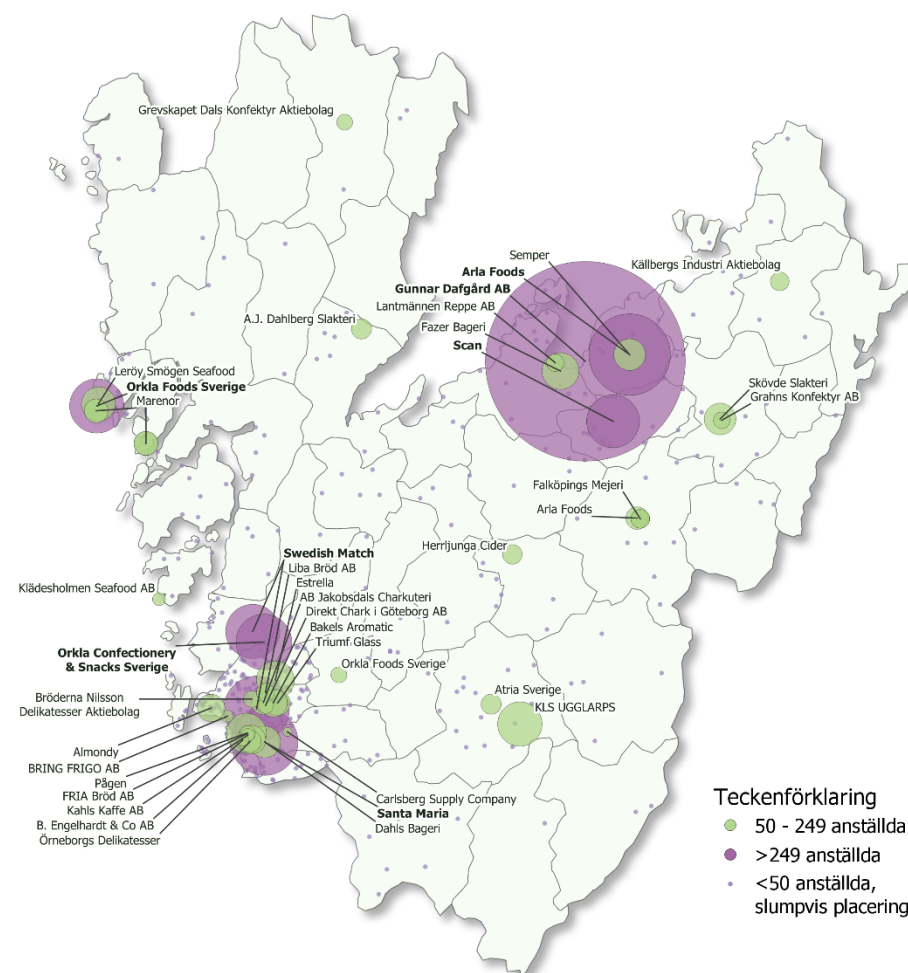 Grevskapet Dals Konfektyr Aktiebolag
Semper
Arla Foods
Källbergs Industri Aktiebolag
Gunnar Dafgård AB
Lantmännen Reppe AB
A.J. Dahlberg Slakteri
Fazer Bageri
Scan
Leröy Smögen Seafood
Orkla Foods Sverige
Marenor
Skövde Slakteri
Grahns Konfektyr AB
Falköpings Mejeri
Arla Foods
Herrljunga Cider
Swedish Match
Liba Bröd AB
Estrella
Klädesholmen Seafood AB
AB Jakobsdals Charkuteri
Direkt Chark i Göteborg AB
Bakels Aromatic
Triumf Glass
Orkla Confectionery
& Snacks Sverige
Orkla Foods Sverige
Bröderna Nilsson
Delikatesser Aktiebolag
Atria Sverige
KLS UGGLARPS
Almondy
BRING FRIGO AB
Pågen
FRIA Bröd AB
Kahls Kaffe AB
B. Engelhardt & Co AB
Örneborgs Delikatesser
Carlsberg Supply Company
Santa Maria
Dahls Bageri
Teckenförklaring
50 - 249 anställda
>249 anställda
<50 anställda,
slumpvis placering